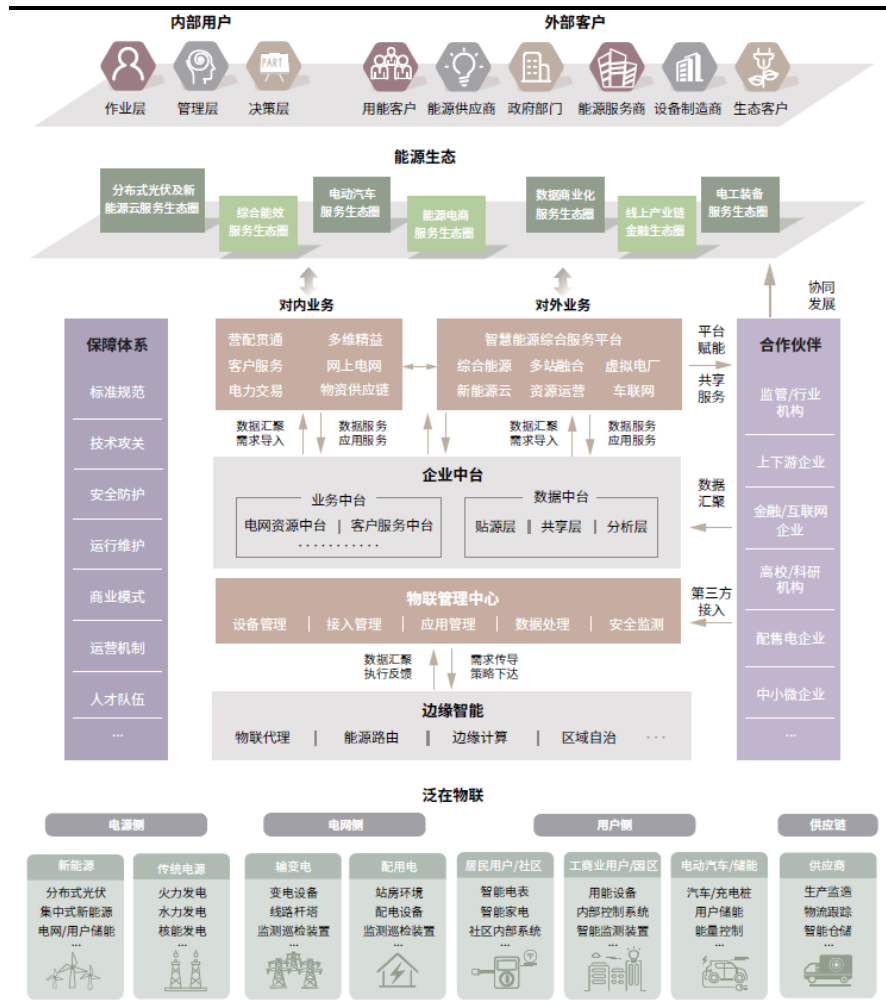 内部用户
外部客户
PART
作业层
管理层
决策层
用能客户
能源供应商
政府部门
能源服务商
设备制造商
生态客户
能源生态
分布式光伏及新
能源云服务生态圈
综合能效
服务生态圈
电动汽车
服务生态圈
能源电商
服务生态圈
数据商业化
服务生态圈
线上产业链
金融生态圈
电工装备
服务生态圈
协同
发展
对内业务
对外业务
保障体系
标准规范
技术攻关
安全防护
运行维护
商业模式
运营机制
人才队伍
...
营配贯通
多维精益
客户服务
网上电网
电力交易
物资供应链
智慧能源综合服务平台
综合能源
多站融合
虚拟电厂
新能源云
资源运营
车联网
平台
赋能
共享
服务
合作伙伴
监管/行业
机构
上下游企业
金融/互联网
企业
高校/科研
机构
配售电企业
中小微企业
...
数据汇聚
需求导入
数据服务
应用服务
数据汇聚
需求导入
数据服务
应用服务
企业中台
业务中台
电网资源中台 | 客户服务中台
...........
数据中台
贴源层 | 共享层 | 分析层
数据
汇聚
物联管理中心
设备管理 | 接入管理 | 应用管理 | 数据处理 | 安全监测
第三方
接入
数据汇聚
执行反馈
需求传导
策略下达
边缘智能
物联代理 | 能源路由 | 边缘计算 | 区域自治 ...
泛在物联
电源侧
电网侧
用户侧
供应链
新能源
分布式光伏
集中式新能源
电网/用户储能
...
传统电源
火力发电
水力发电
核能发电
...
输变电
变电设备
线路杆塔
监测巡检装置
...
配用电
站房环境
配电设备
监测巡检装置
...
居民用户/社区
智能电表
智能家电
社区内部系统
...
工商业用户/园区
用能设备
内部控制系统
智能监测装置
...
电动汽车/储能
汽车/充电桩
用户储能
能量控制
...
供应商
生产监造
物流跟踪
智能仓储
...